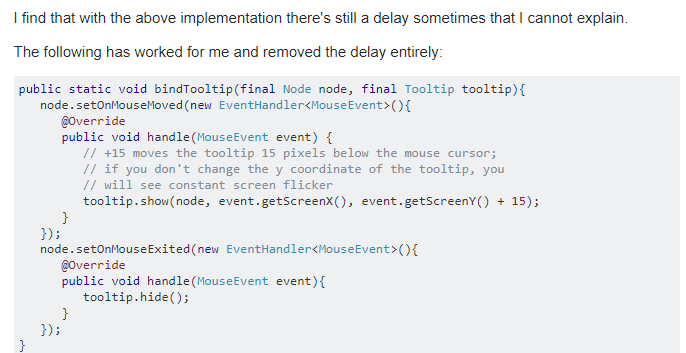 I find that with the above implementation there's still a delay sometimes that I cannot explain.
The following has worked for me and removed the delay entirely:
public static void bindTooltip(final Node node, final Tooltip tooltip){
   node.setOnMouseMoved(new EventHandler<MouseEvent>(){
      @Override
      public void handle(MouseEvent event) {
         // +15 moves the tooltip 15 pixels below the mouse cursor;
         // if you don't change the y coordinate of the tooltip, you
         // will see constant screen flicker
         tooltip.show(node, event.getScreenX(), event.getScreenY() + 15);
      }
   });
   node.setOnMouseExited(new EventHandler<MouseEvent>(){
      @Override
      public void handle(MouseEvent event){
         tooltip.hide();
      }
   });
}